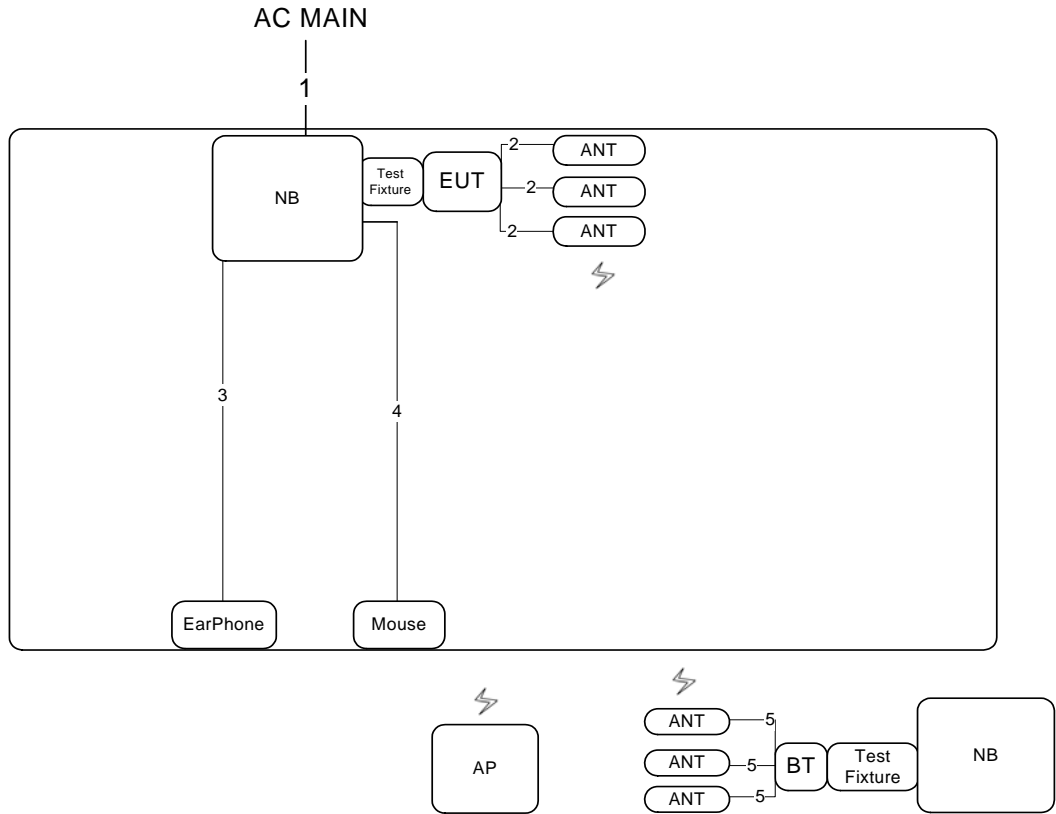 AC MAIN
1
NB
Test
Fixture
EUT
2
ANT
2
ANT
2
ANT
3
4
EarPhone
Mouse
AP
ANT
5
ANT
5
ANT
5
BT
Test
Fixture
NB